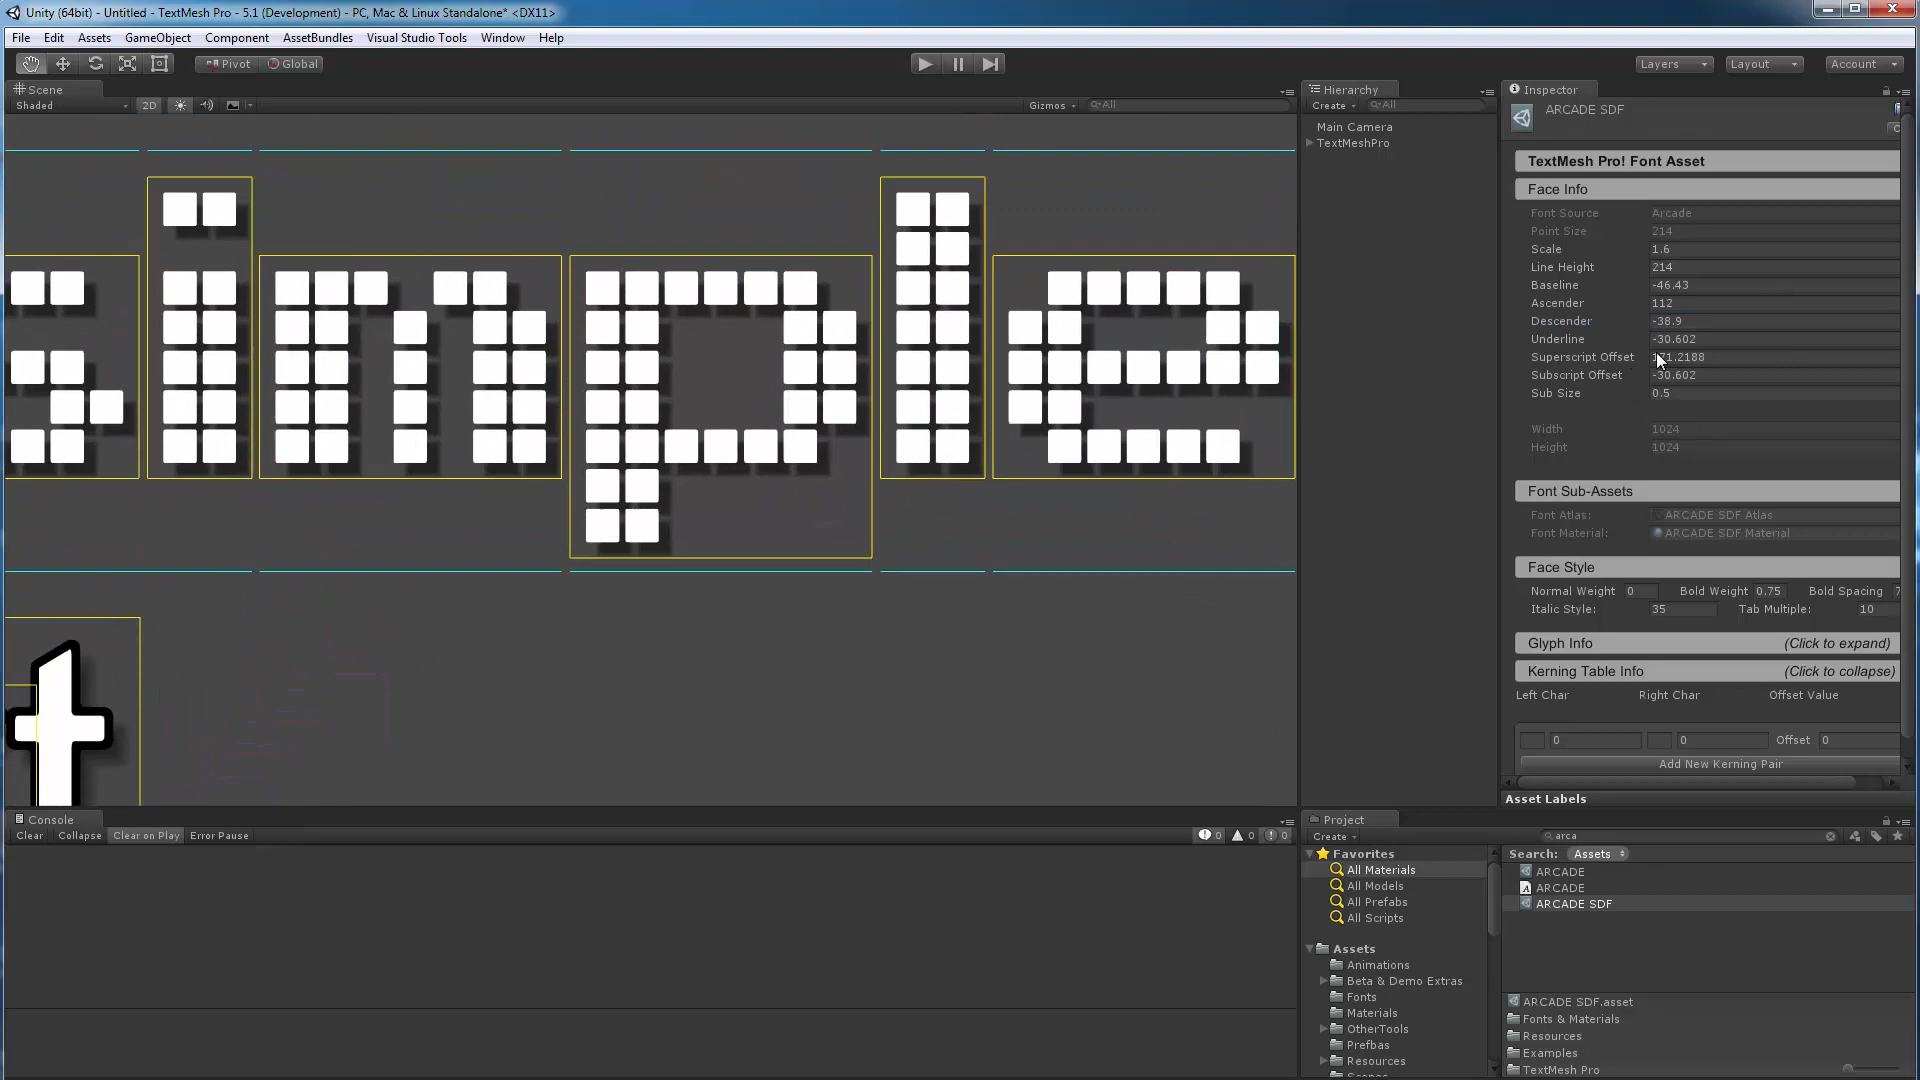 Unity (64bit) - Untitled - TextMesh Pro - 5.1 (Development) - PC, Mac & Linux Standalone* <DX11>
File Edit Assets GameObject Component AssetBundles Visual Studio Tools Window Help
Pivot Global Layers Layout Account
Scene
Shaded 2D Gizmos All
simple
t
Hierarchy
Create All
Main Camera
TextMeshPro
Inspector
ARCADE SDF
TextMesh Pro! Font Asset
Face Info
Font Source Arcade
Point Size 214
Scale 1.6
Line Height 214
Baseline -46.43
Ascender 112
Descender -38.9
Underline -30.602
Superscript Offset
Subscript Offset -30.602
Sub Size 0.5
Width 1024
Height 1024
Font Sub-Assets
Font Atlas: ARCADE SDF Atlas
Font Material: ARCADE SDF Material
Face Style
Normal Weight 0 Bold Weight 0.75 Bold Spacing 7
Italic Style: 35 Tab Multiple: 10
Glyph Info (Click to expand)
Kerning Table Info (Click to collapse)
Left Char Right Char Offset Value
0 0 Offset 0
Add New Kerning Pair
Asset Labels
Console
Clear Collapse Clear on Play Error Pause 0 0 0
Project
Create arca
Favorites
All Materials
All Models
All Prefabs
All Scripts
Assets
Animations
Beta & Demo Extras
Fonts
Materials
OtherTools
Prefbas
Resources
Search: Assets
ARCADE
ARCADE
ARCADE SDF
ARCADE SDF.asset
Fonts & Materials
Resources
Examples
TextMesh Pro